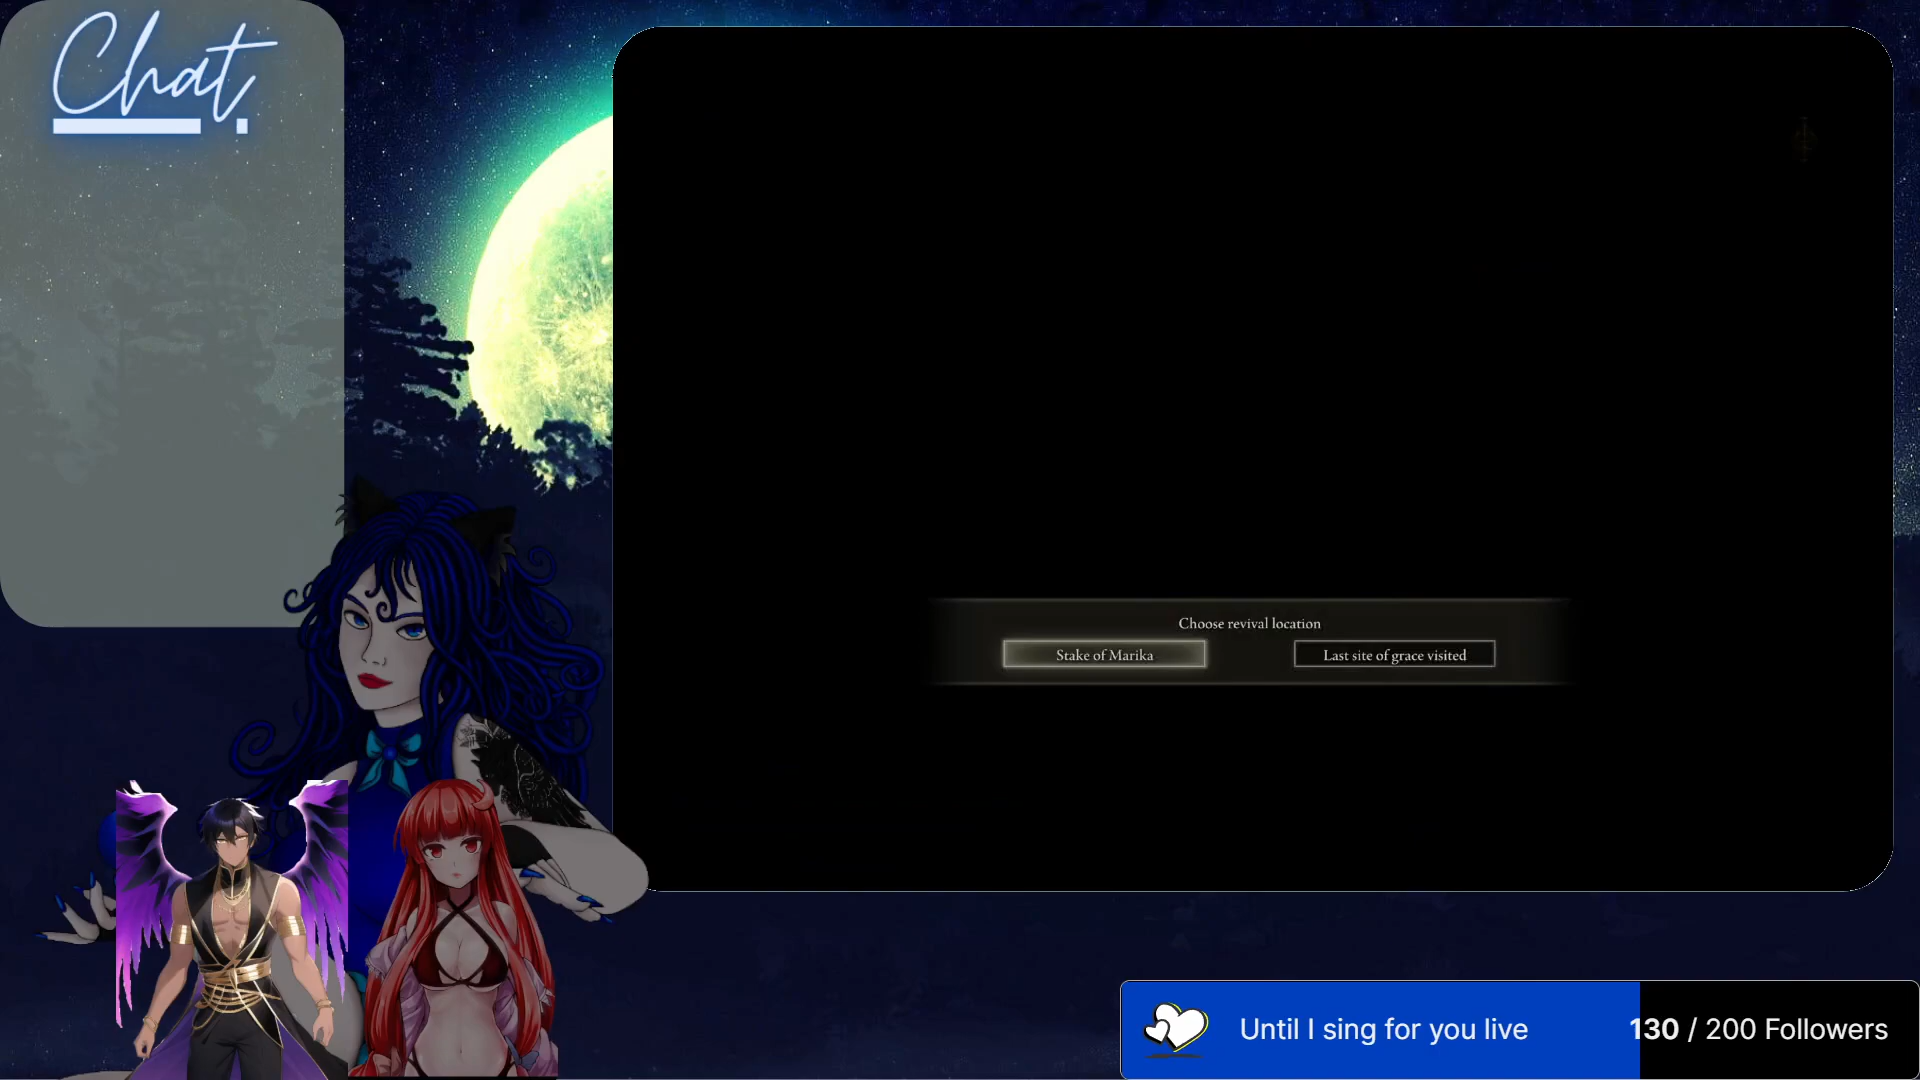 Chat
Choose revival location
Stake of Marika
Last site of grace visited
Until I sing for you live
130 / 200 Followers